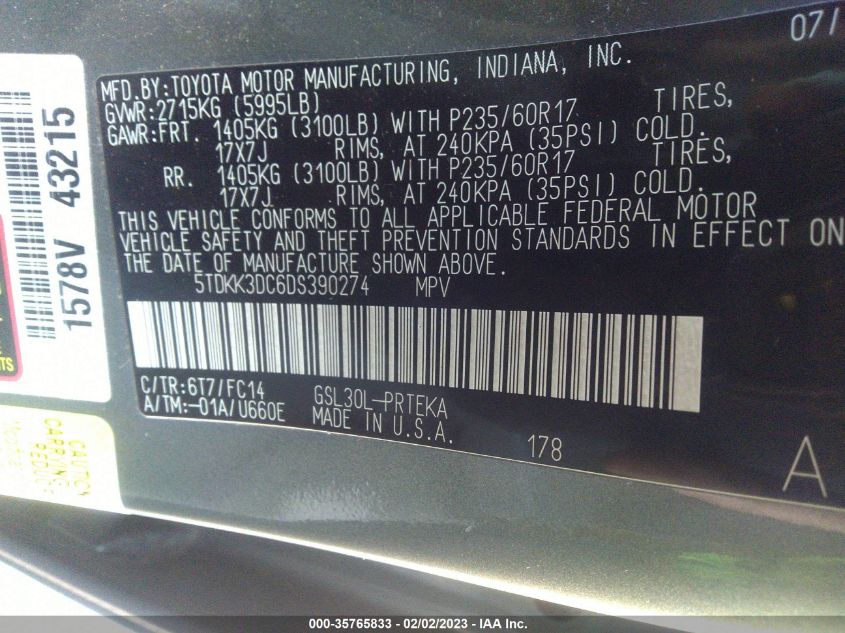 07/
MFD.BY:TOYOTA MOTOR MANUFACTURING, INDIANA, INC.
GVWR:2715KG (5995LB)
GAWR:FRT. 1405KG (3100LB) WITH P235/60R17 TIRES,
17X7J RIMS, AT 240KPA (35PSI) COLD.
RR. 1405KG (3100LB) WITH P235/60R17 TIRES,
17X7J RIMS, AT 240KPA (35PSI) COLD.
THIS VEHICLE CONFORMS TO ALL APPLICABLE FEDERAL MOTOR
VEHICLE SAFETY AND THEFT PREVENTION STANDARDS IN EFFECT ON
THE DATE OF MANUFACTURE SHOWN ABOVE.
5TDKK3DC6DS390274 MPV
C/TR:6T7/FC14 GSL30L-PRTEKA
A/TM:-01A/U660E MADE IN U.S.A.
178
A
1578V 43215
CAUTION
CARRYING
REDUC
000-35765833 - 02/02/2023 - IAA Inc.